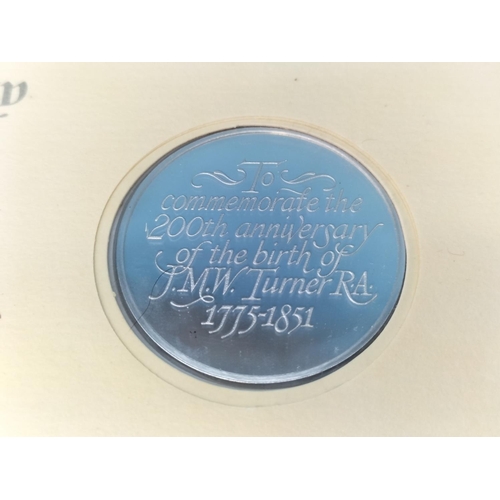 To
commemorate the
200th anniversary
of the birth of
J.M.W. Turner R.A.
1775-1851